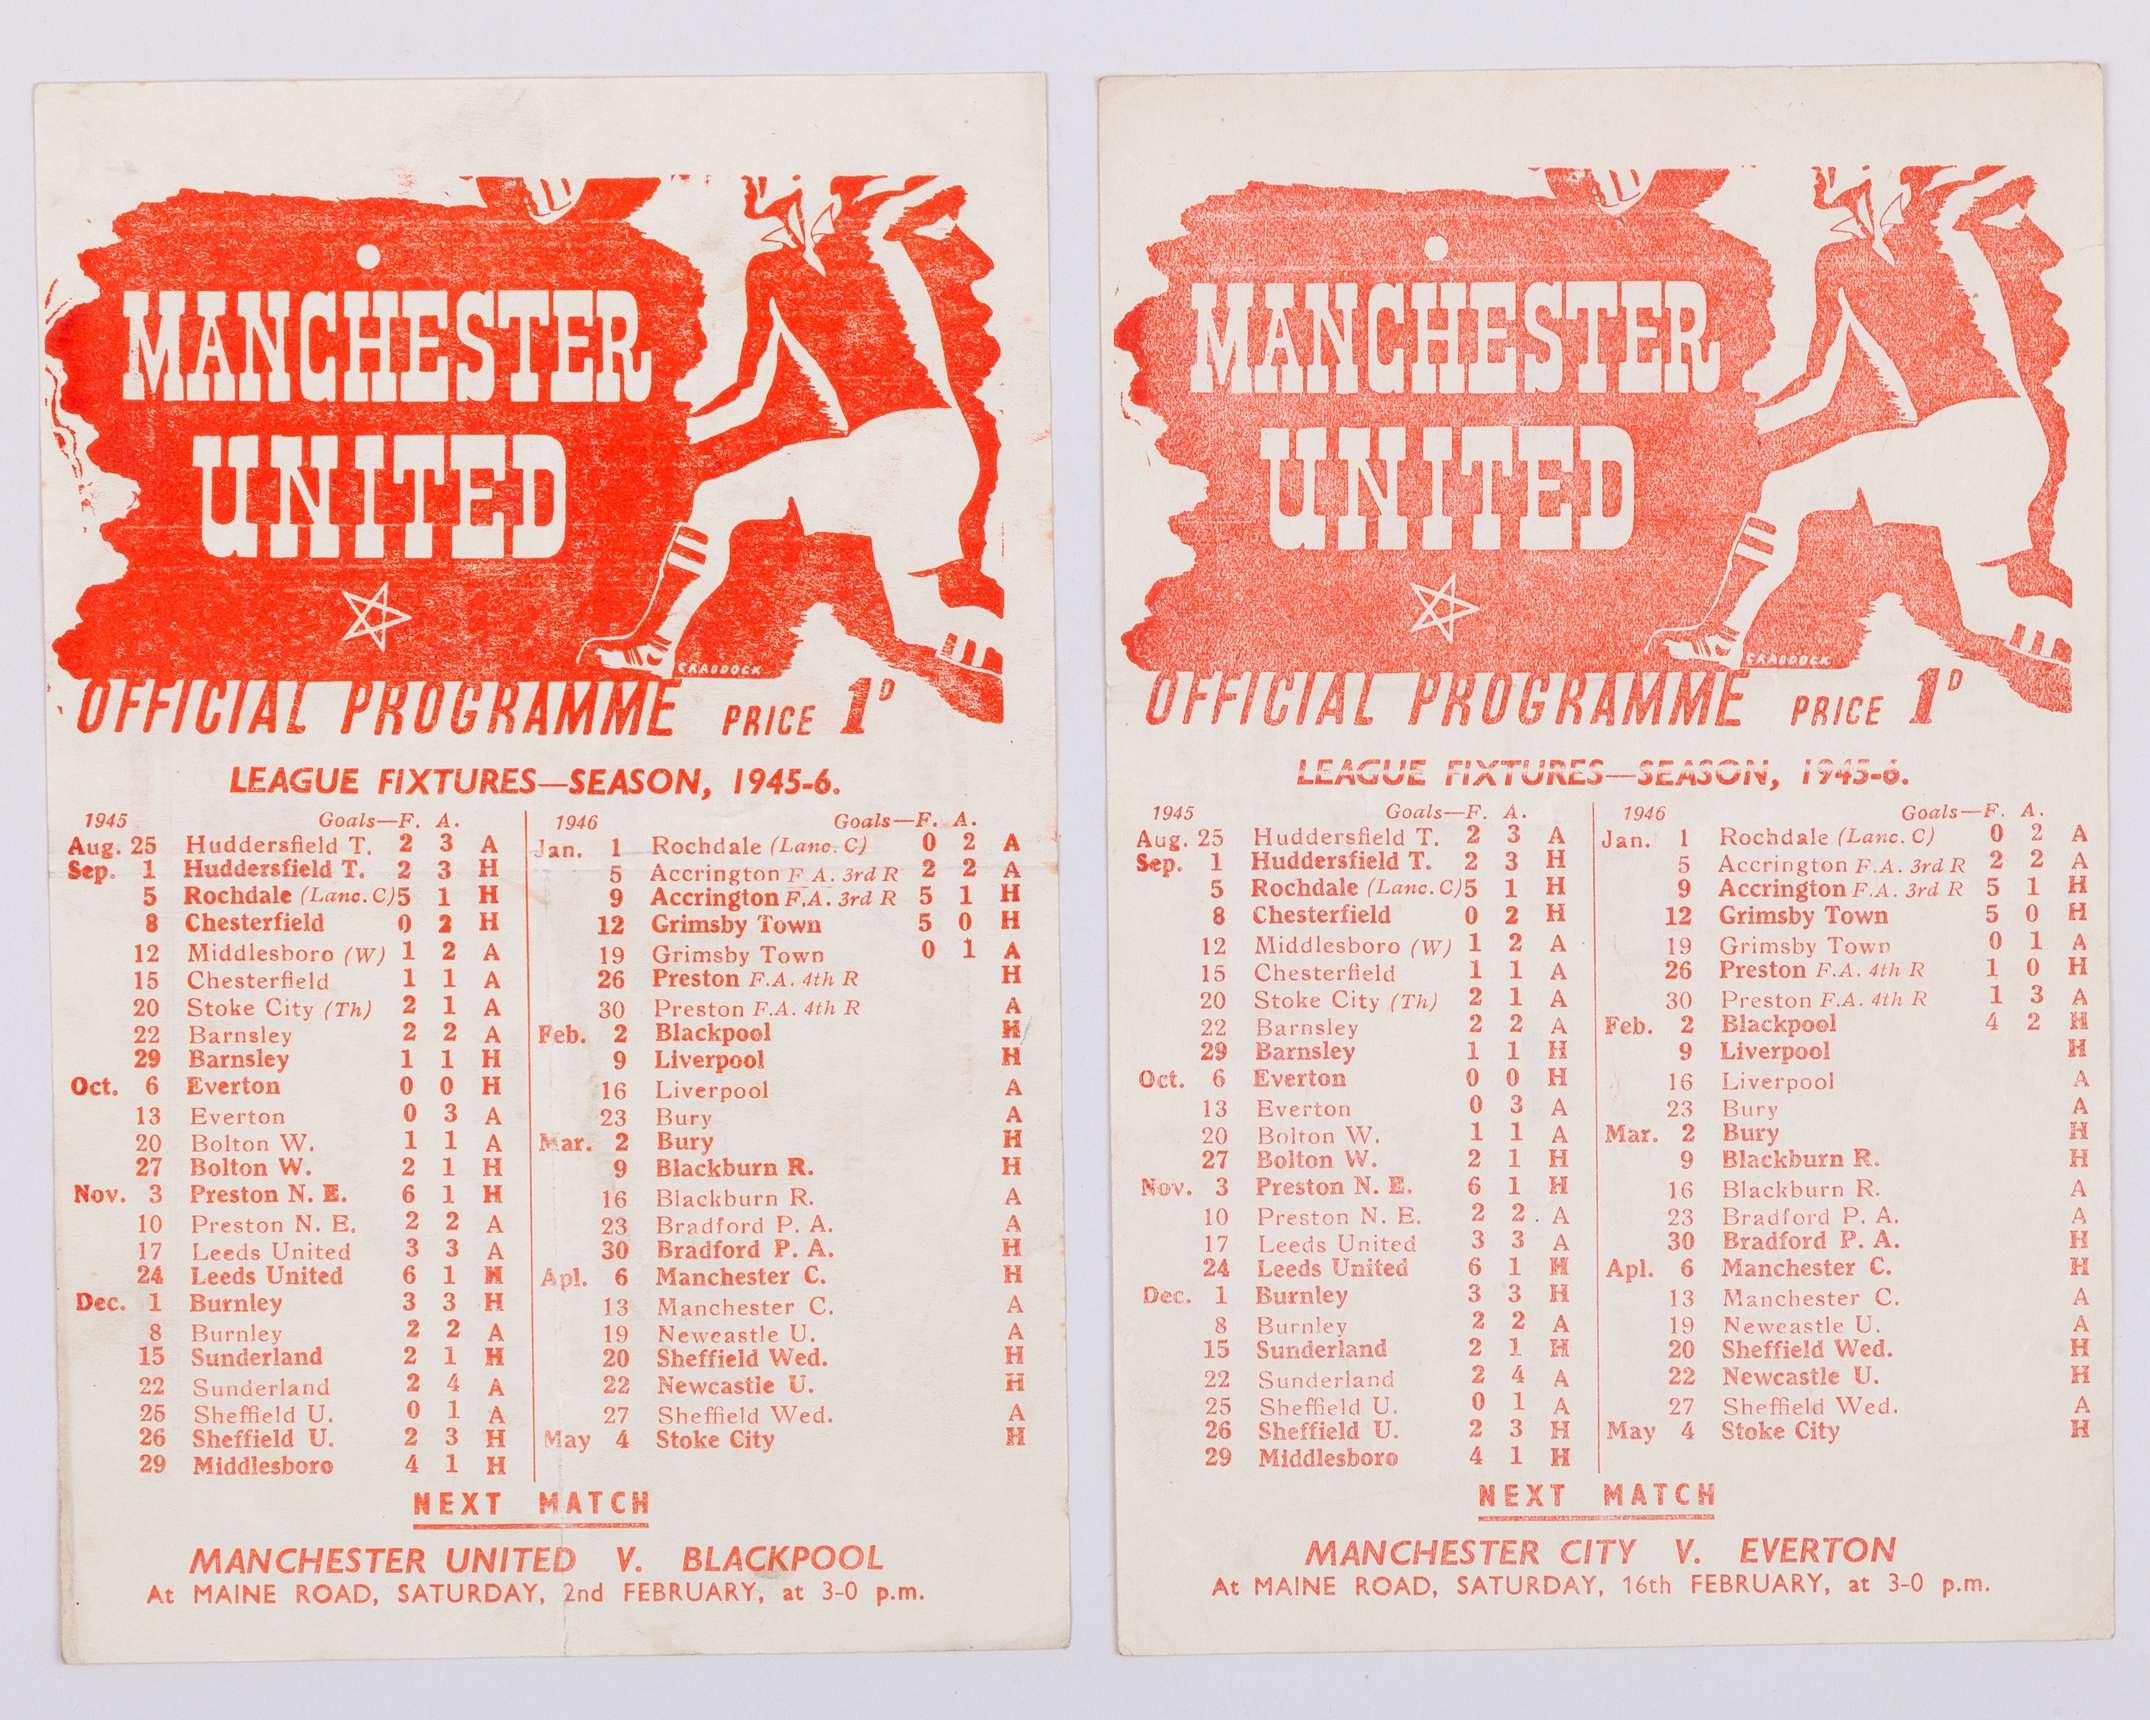 MANCHESTER
UNITED
CRADDOCK
OFFICIAL PROGRAMME PRICE 1D
LEAGUE FIXTURES—SEASON, 1945-6.
1945 Goals—F. A.
Aug. 25 Huddersfield T. 2 3 A
Sep. 1 Huddersfield T. 2 3 H
5 Rochdale (Lanc. C) 5 1 H
8 Chesterfield 0 2 H
12 Middlesboro (W) 1 2 A
15 Chesterfield 1 1 A
20 Stoke City (Th) 2 1 A
22 Barnsley 2 2 A
29 Barnsley 1 1 H
Oct. 6 Everton 0 0 H
13 Everton 0 3 A
20 Bolton W. 1 1 A
27 Bolton W. 2 1 H
Nov. 3 Preston N. E. 6 1 H
10 Preston N. E. 2 2 A
17 Leeds United 3 3 A
24 Leeds United 6 1 H
Dec. 1 Burnley 3 3 H
8 Burnley 2 2 A
15 Sunderland 2 1 H
22 Sunderland 2 4 A
25 Sheffield U. 0 1 A
26 Sheffield U. 2 3 H
29 Middlesboro 4 1 H
1946 Goals—F. A.
Jan. 1 Rochdale (Lanc. C) 0 2 A
5 Accrington F.A. 3rd R 2 2 A
9 Accrington F.A. 3rd R 5 1 H
12 Grimsby Town 5 0 H
19 Grimsby Town 0 1 A
26 Preston F.A. 4th R H
30 Preston F.A. 4th R A
Feb. 2 Blackpool H
9 Liverpool H
16 Liverpool A
23 Bury A
Mar. 2 Bury H
9 Blackburn R. H
16 Blackburn R. A
23 Bradford P. A. A
30 Bradford P. A. H
Apl. 6 Manchester C. H
13 Manchester C. A
19 Newcastle U. A
20 Sheffield Wed. H
22 Newcastle U. H
27 Sheffield Wed. A
May 4 Stoke City H
NEXT MATCH
MANCHESTER UNITED V. BLACKPOOL
At MAINE ROAD, SATURDAY, 2nd FEBRUARY, at 3-0 p.m.
MANCHESTER
UNITED
CRADDOCK
OFFICIAL PROGRAMME PRICE 1D
LEAGUE FIXTURES—SEASON, 1945-6.
1945 Goals—F. A.
Aug. 25 Huddersfield T. 2 3 A
Sep. 1 Huddersfield T. 2 3 H
5 Rochdale (Lanc. C) 5 1 H
8 Chesterfield 0 2 H
12 Middlesboro (W) 1 2 A
15 Chesterfield 1 1 A
20 Stoke City (Th) 2 1 A
22 Barnsley 2 2 A
29 Barnsley 1 1 H
Oct. 6 Everton 0 0 H
13 Everton 0 3 A
20 Bolton W. 1 1 A
27 Bolton W. 2 1 H
Nov. 3 Preston N. E. 6 1 H
10 Preston N. E. 2 2 A
17 Leeds United 3 3 A
24 Leeds United 6 1 H
Dec. 1 Burnley 3 3 H
8 Burnley 2 2 A
15 Sunderland 2 1 H
22 Sunderland 2 4 A
25 Sheffield U. 0 1 A
26 Sheffield U. 2 3 H
29 Middlesboro 4 1 H
1946 Goals—F. A.
Jan. 1 Rochdale (Lanc. C) 0 2 A
5 Accrington F.A. 3rd R 2 2 A
9 Accrington F.A. 3rd R 5 1 H
12 Grimsby Town 5 0 H
19 Grimsby Town 0 1 A
26 Preston F.A. 4th R 1 0 H
30 Preston F.A. 4th R 1 3 A
Feb. 2 Blackpool 4 2 H
9 Liverpool H
16 Liverpool A
23 Bury A
Mar. 2 Bury H
9 Blackburn R. H
16 Blackburn R. A
23 Bradford P. A. A
30 Bradford P. A. H
Apl. 6 Manchester C. H
13 Manchester C. A
19 Newcastle U. A
20 Sheffield Wed. H
22 Newcastle U. H
27 Sheffield Wed. A
May 4 Stoke City H
NEXT MATCH
MANCHESTER CITY V. EVERTON
At MAINE ROAD, SATURDAY, 16th FEBRUARY, at 3-0 p.m.